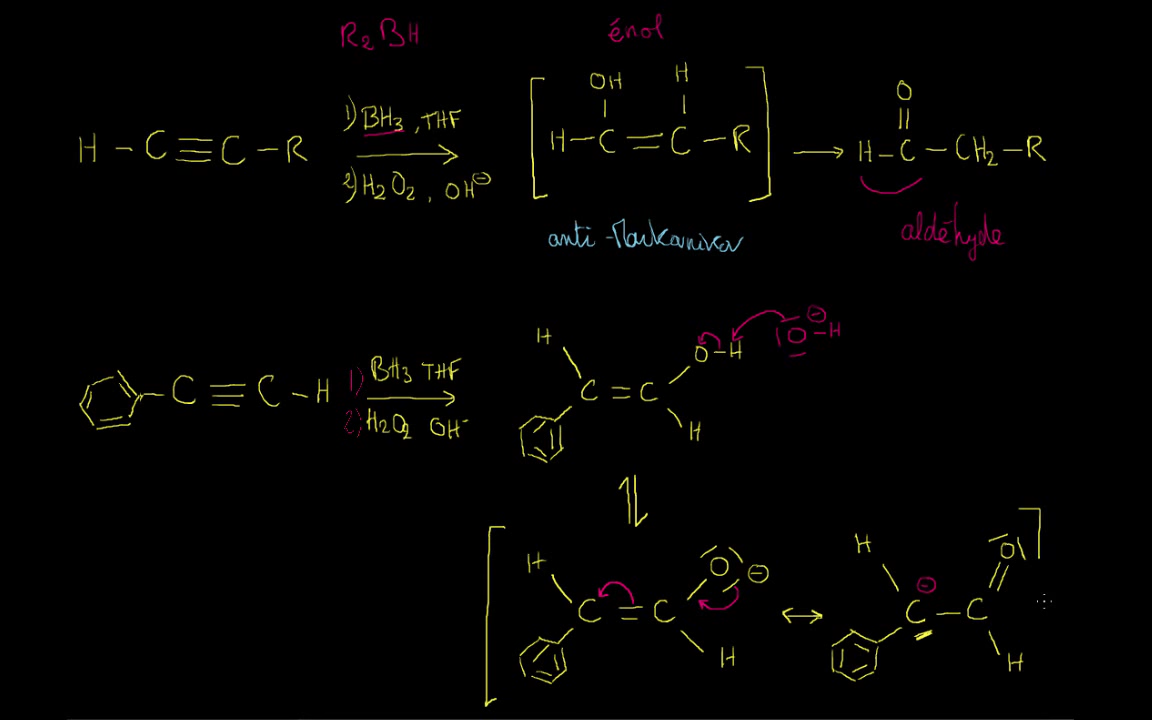 R₂BH énol
OH H O
1) BH₃, THF
H - C ≡ C - R H - C = C - R → H - C - CH₂ - R
2) H₂O₂, OH⊖
anti-Markovnikov aldéhyde
H O - H O - H ⊖
1) BH₃ THF
C ≡ C - H C = C
2) H₂O₂ OH⁻
H
H O ⊖ H O
⊖
C = C ↔ C - C
H H